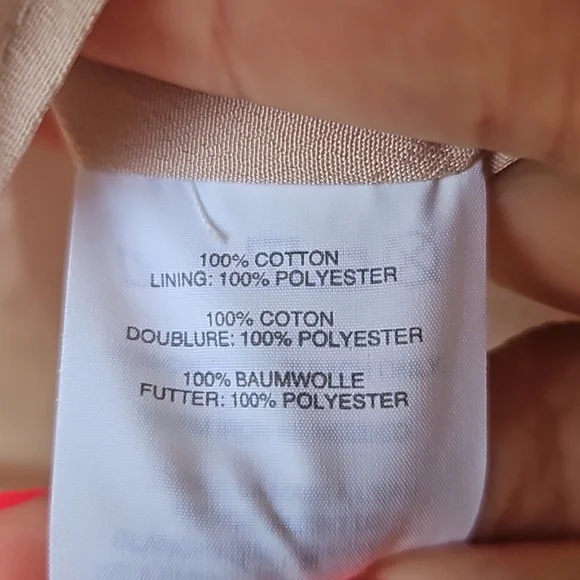 100% COTTON
LINING: 100% POLYESTER
100% COTON
DOUBLURE: 100% POLYESTER
100% BAUMWOLLE
FUTTER: 100% POLYESTER